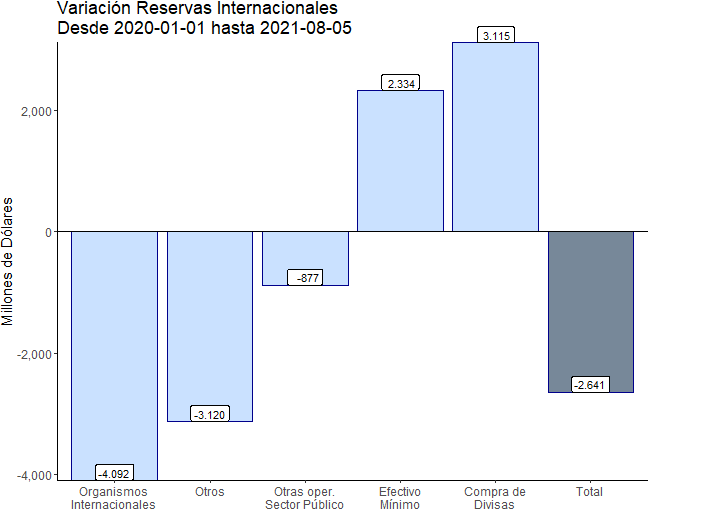 Variación Reservas Internacionales
Desde 2020-01-01 hasta 2021-08-05
Millones de Dólares
2,000
0
-2,000
-4,000
-4.092
-3.120
-877
2.334
3.115
-2.641
Organismos
Internacionales
Otros
Otras oper.
Sector Público
Efectivo
Mínimo
Compra de
Divisas
Total